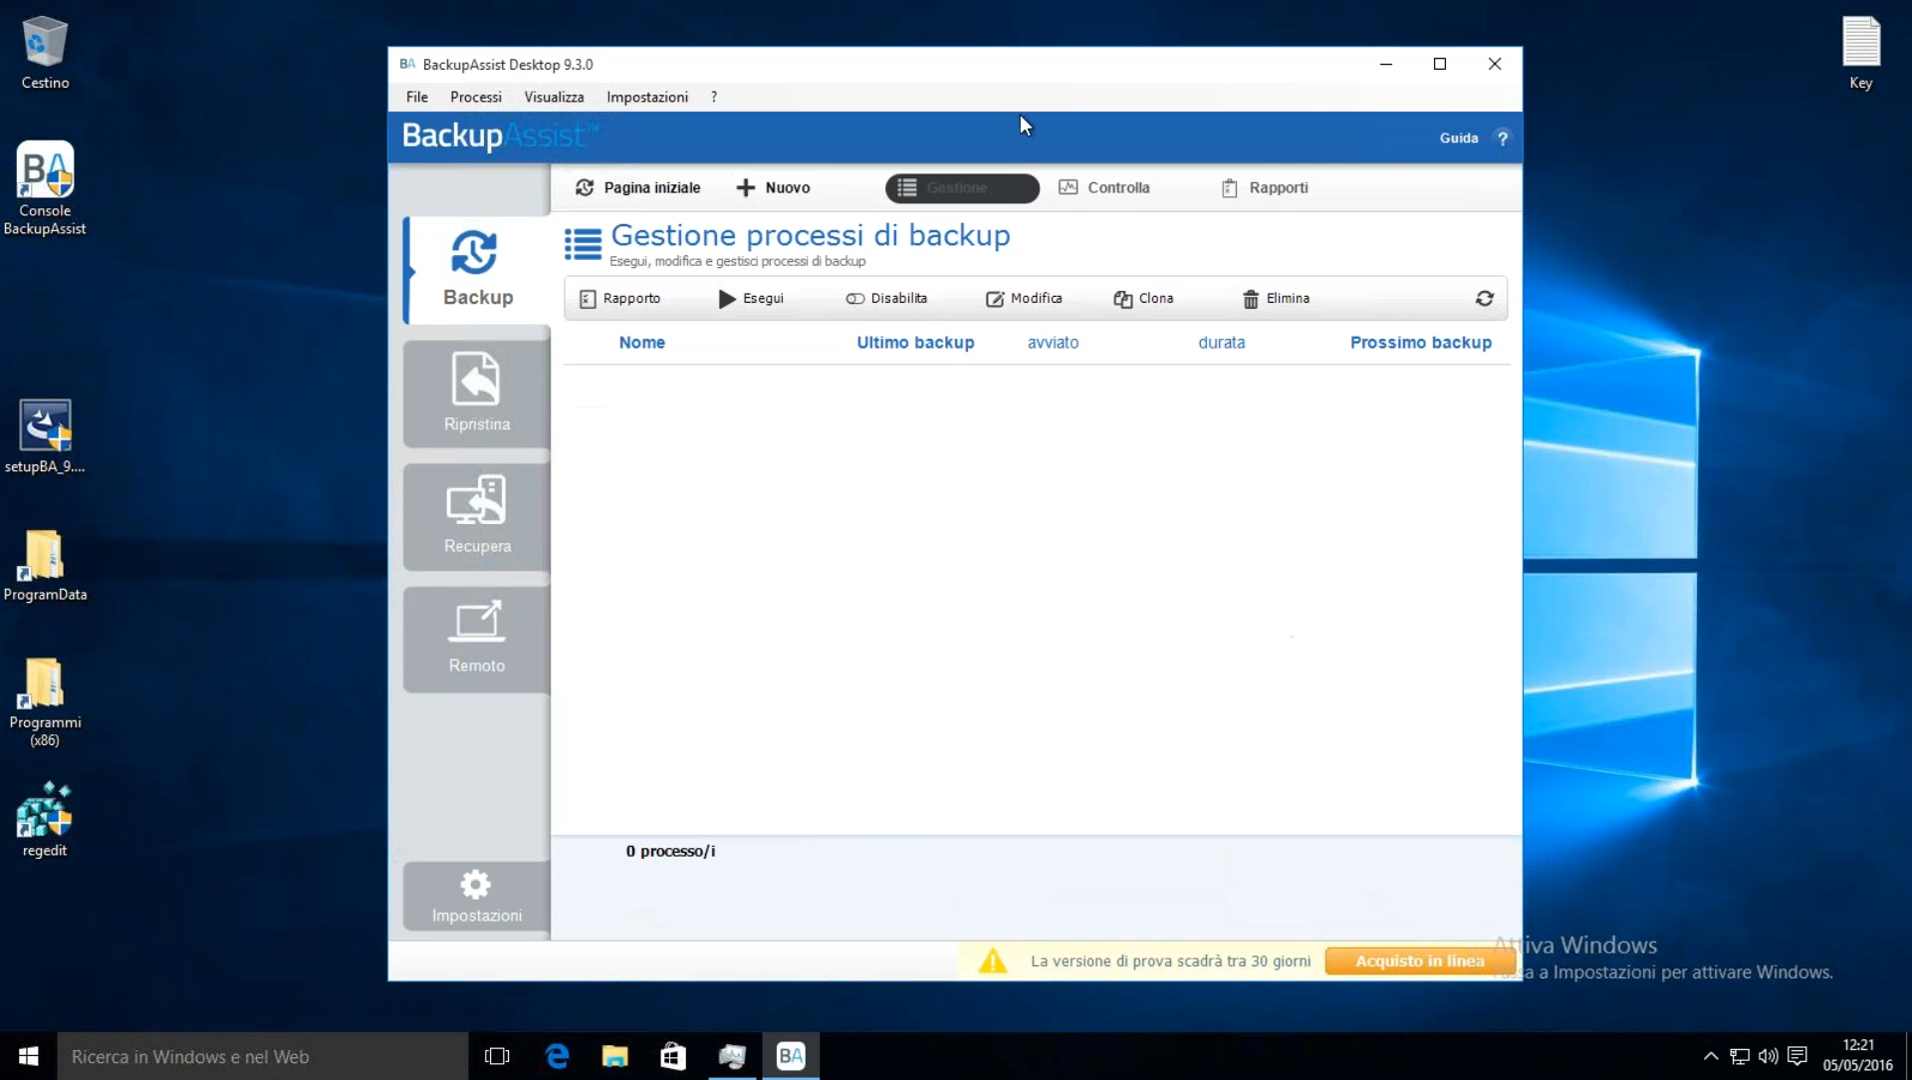 Cestino
Console
BackupAssist
setupBA_9....
ProgramData
Programmi
(x86)
regedit
Key
BA BackupAssist Desktop 9.3.0
File Processi Visualizza Impostazioni ?
BackupAssist™
Guida ?
Pagina iniziale Nuovo Gestione Controlla Rapporti
Gestione processi di backup
Esegui, modifica e gestisci processi di backup
Rapporto Esegui Disabilita Modifica Clona Elimina
Nome Ultimo backup avviato durata Prossimo backup
Backup
Ripristina
Recupera
Remoto
Impostazioni
0 processo/i
La versione di prova scadrà tra 30 giorni Acquisto in linea
Attiva Windows
Passa a Impostazioni per attivare Windows.
Ricerca in Windows e nel Web
BA
12:21
05/05/2016